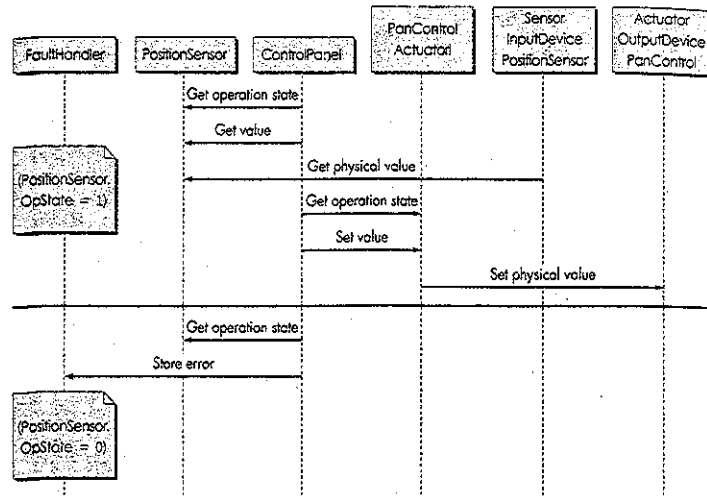 FaultHandler
PositionSensor
ControlPanel
PanControl
Actuator
Sensor
InputDevice
PositionSensor
Actuator
OutputDevice
PanControl
Get operation state
Get value
(PositionSensor.
OpState = 1)
Get physical value
Get operation state
Set value
Set physical value
Get operation state
Store error
(PositionSensor.
OpState = 0)